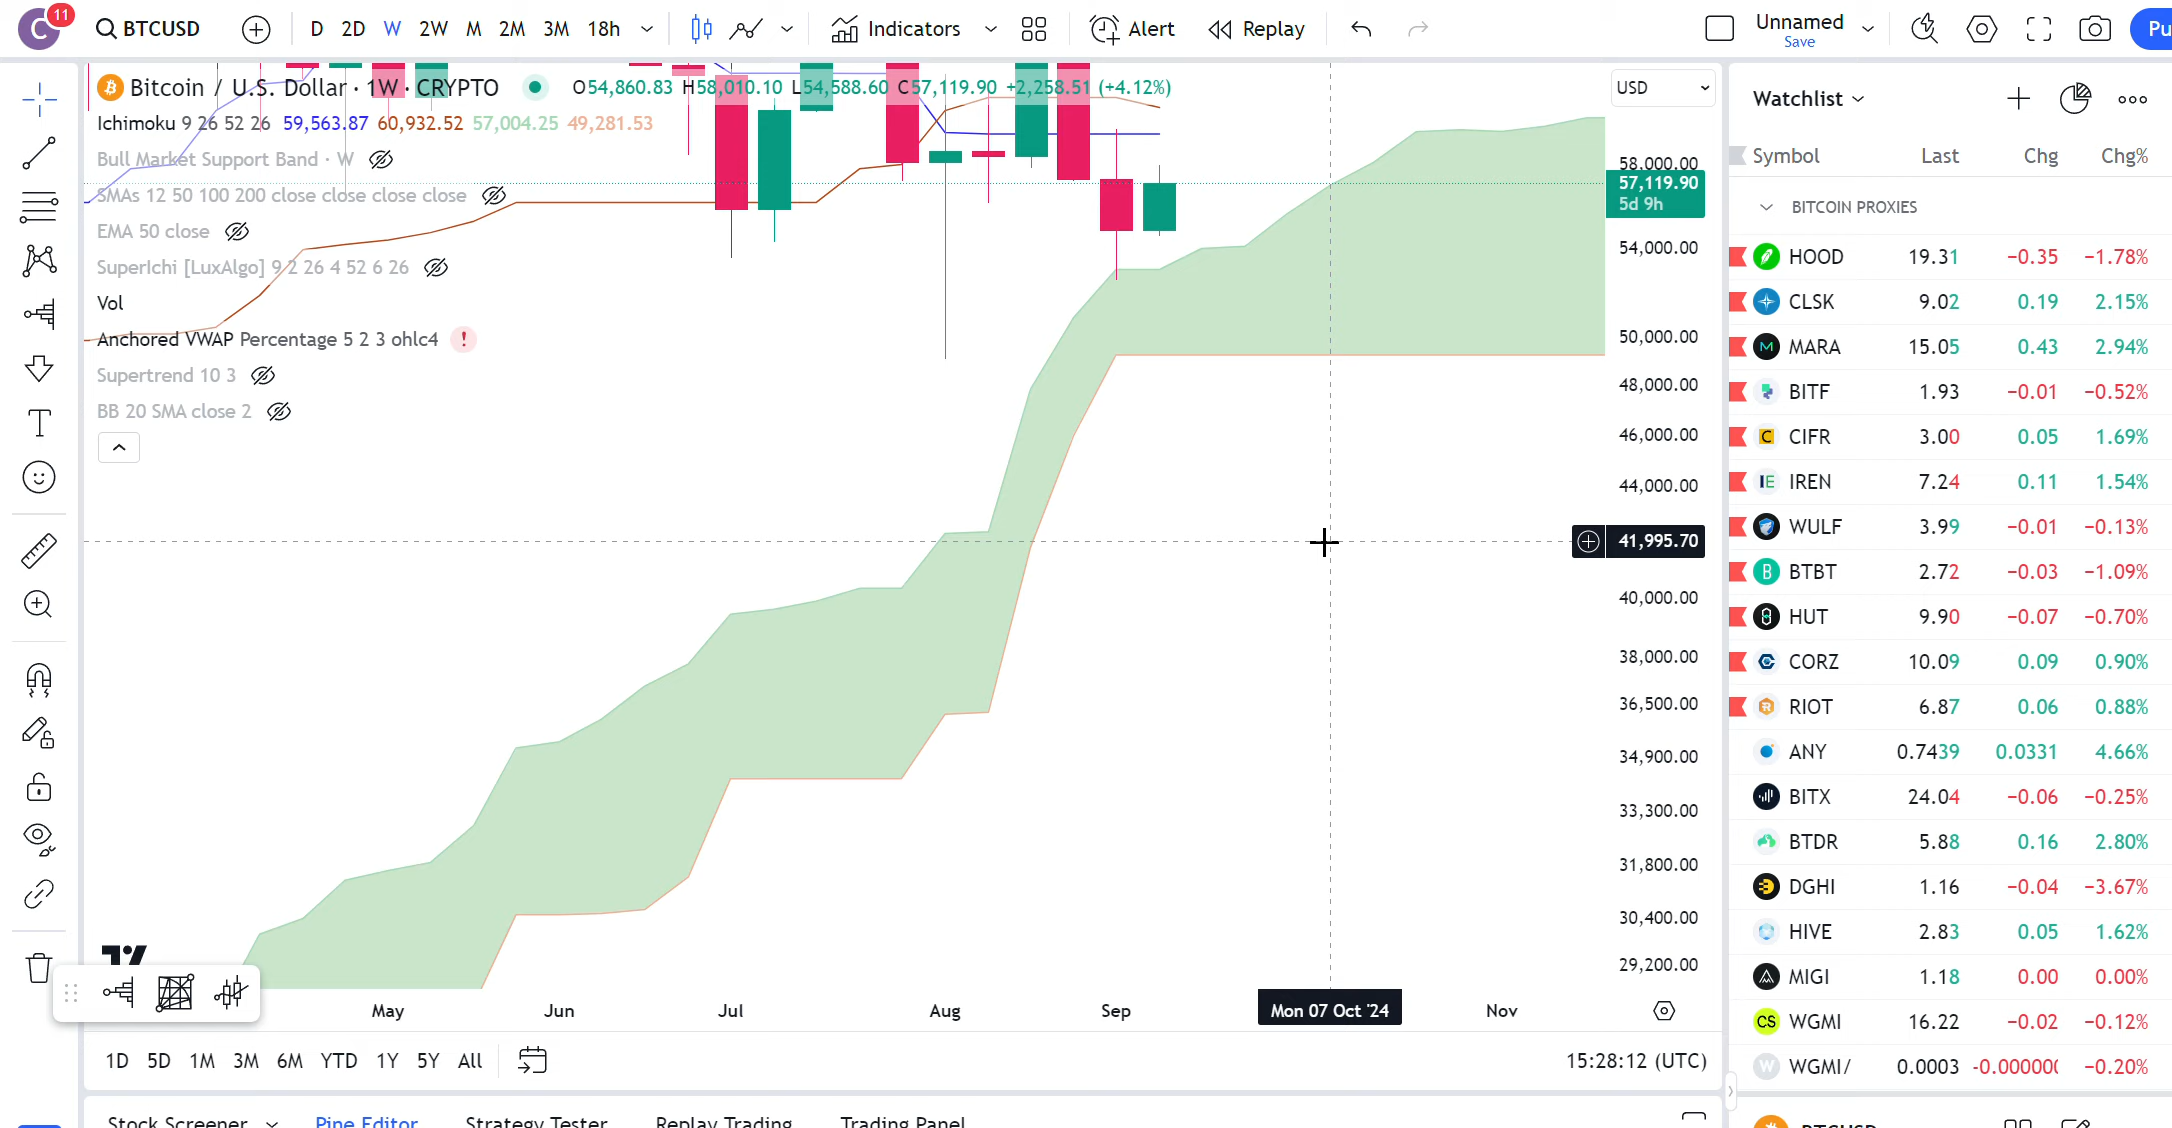 C 11 BTCUSD D 2D W 2W M 2M 3M 18h Indicators Alert Replay Unnamed Save Pu
Bitcoin / U.S. Dollar · 1W · CRYPTO O54,860.83 H58,010.10 L54,588.60 C57,119.90 +2,258.51 (+4.12%)
Ichimoku 9 26 52 26 59,563.87 60,932.52 57,004.25 49,281.53
Bull Market Support Band · W
SMAs 12 50 100 200 close close close close
EMA 50 close
SuperIchi [LuxAlgo] 9 2 26 4 52 6 26
Vol
Anchored VWAP Percentage 5 2 3 ohlc4 !
Supertrend 10 3
BB 20 SMA close 2
USD
58,000.00
57,119.90
5d 9h
54,000.00
50,000.00
48,000.00
46,000.00
44,000.00
41,995.70
40,000.00
38,000.00
36,500.00
34,900.00
33,300.00
31,800.00
30,400.00
29,200.00
May Jun Jul Aug Sep Mon 07 Oct '24 Nov
1D 5D 1M 3M 6M YTD 1Y 5Y All 15:28:12 (UTC)
Stock Screener Pine Editor Strategy Tester Replay Trading Trading Panel
Watchlist
Symbol Last Chg Chg%
BITCOIN PROXIES
HOOD 19.31 −0.35 −1.78%
CLSK 9.02 0.19 2.15%
M MARA 15.05 0.43 2.94%
BITF 1.93 −0.01 −0.52%
C CIFR 3.00 0.05 1.69%
IE IREN 7.24 0.11 1.54%
WULF 3.99 −0.01 −0.13%
B BTBT 2.72 −0.03 −1.09%
HUT 9.90 −0.07 −0.70%
CORZ 10.09 0.09 0.90%
R RIOT 6.87 0.06 0.88%
ANY 0.7439 0.0331 4.66%
BITX 24.04 −0.06 −0.25%
BTDR 5.88 0.16 2.80%
DGHI 1.16 −0.04 −3.67%
HIVE 2.83 0.05 1.62%
MIGI 1.18 0.00 0.00%
CS WGMI 16.22 −0.02 −0.12%
W WGMI/ 0.0003 -0.000000 −0.20%
BTCUSD